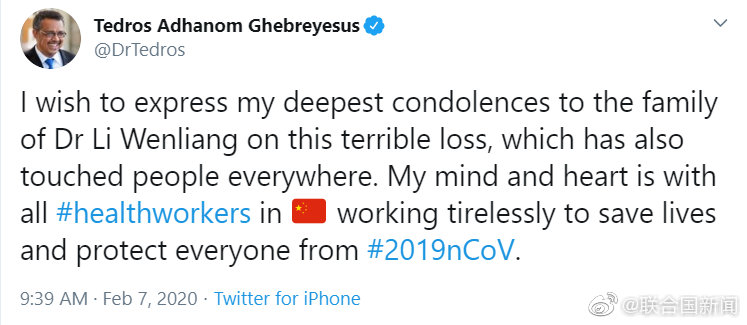 Tedros Adhanom Ghebreyesus
@DrTedros
I wish to express my deepest condolences to the family
of Dr Li Wenliang on this terrible loss, which has also
touched people everywhere. My mind and heart is with
all #healthworkers in 🇨🇳 working tirelessly to save lives
and protect everyone from #2019nCoV.
9:39 AM · Feb 7, 2020 · Twitter for iPhone
@联合国新闻